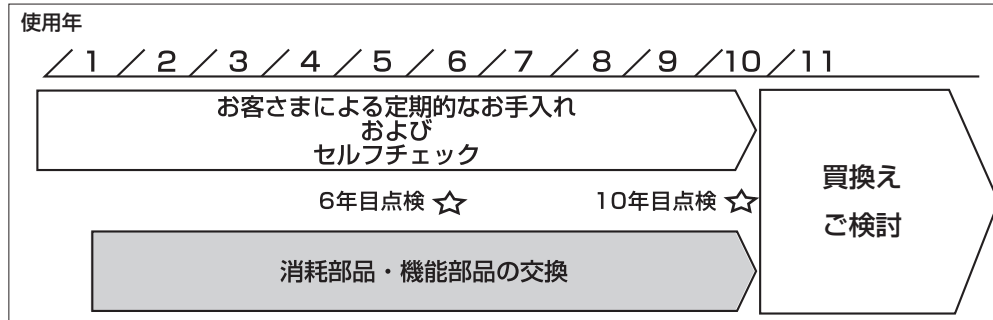 使用年
／1／2／3／4／5／6／7／8／9／10／11
お客さまによる定期的なお手入れ
および
セルフチェック
買換え
ご検討
6年目点検☆
10年目点検☆
消耗部品・機能部品の交換